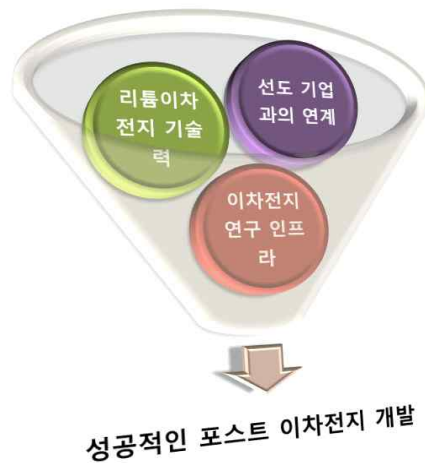 리튬이차
전지 기술
력
선도 기업
과의 연계
이차전지
연구 인프
라
성공적인 포스트 이차전지 개발